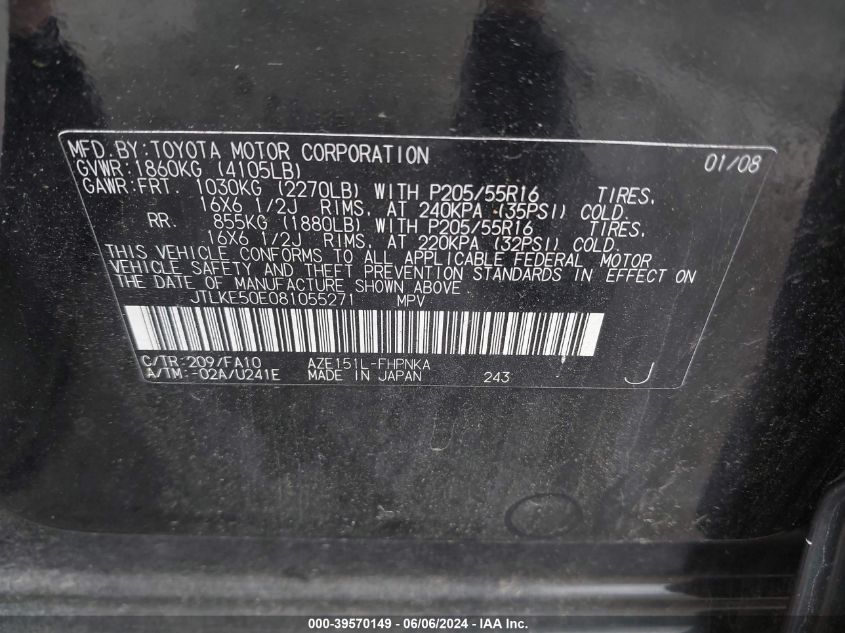 MFD.BY:TOYOTA MOTOR CORPORATION 01/08
GVWR:1860KG (4105LB)
GAWR:FRT. 1030KG (2270LB) WITH P205/55R16 TIRES,
16X6 1/2J RIMS, AT 240KPA (35PSI) COLD.
RR. 855KG (1880LB) WITH P205/55R16 TIRES,
16X6 1/2J RIMS, AT 220KPA (32PSI) COLD.
THIS VEHICLE CONFORMS TO ALL APPLICABLE FEDERAL MOTOR
VEHICLE SAFETY AND THEFT PREVENTION STANDARDS IN EFFECT ON
THE DATE OF MANUFACTURE SHOWN ABOVE
JTLKE50E081055271 MPV
C/TR:209/FA10 AZE151L-FHPNKA
A/TM:-02A/U241E MADE IN JAPAN 243 J
000-39570149 - 06/06/2024 - IAA Inc.